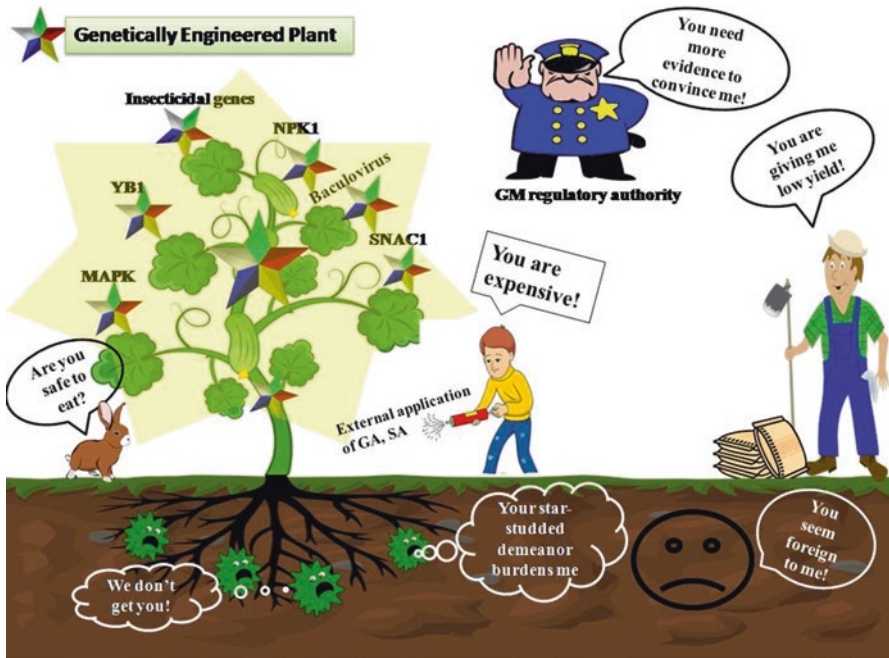 Genetically Engineered Plant
You need
more
evidence to
convince me!
Insecticidal genes
NPK1
Baculovirus
YB1
SNAC1
MAPK
GM regulatory authority
You are
giving me
low yield!
You are
expensive!
Are you
safe to
eat?
External application
of GA, SA
Your star-
studded
demeanor
burdens me
You
seem
foreign
to me!
We don't
get you!